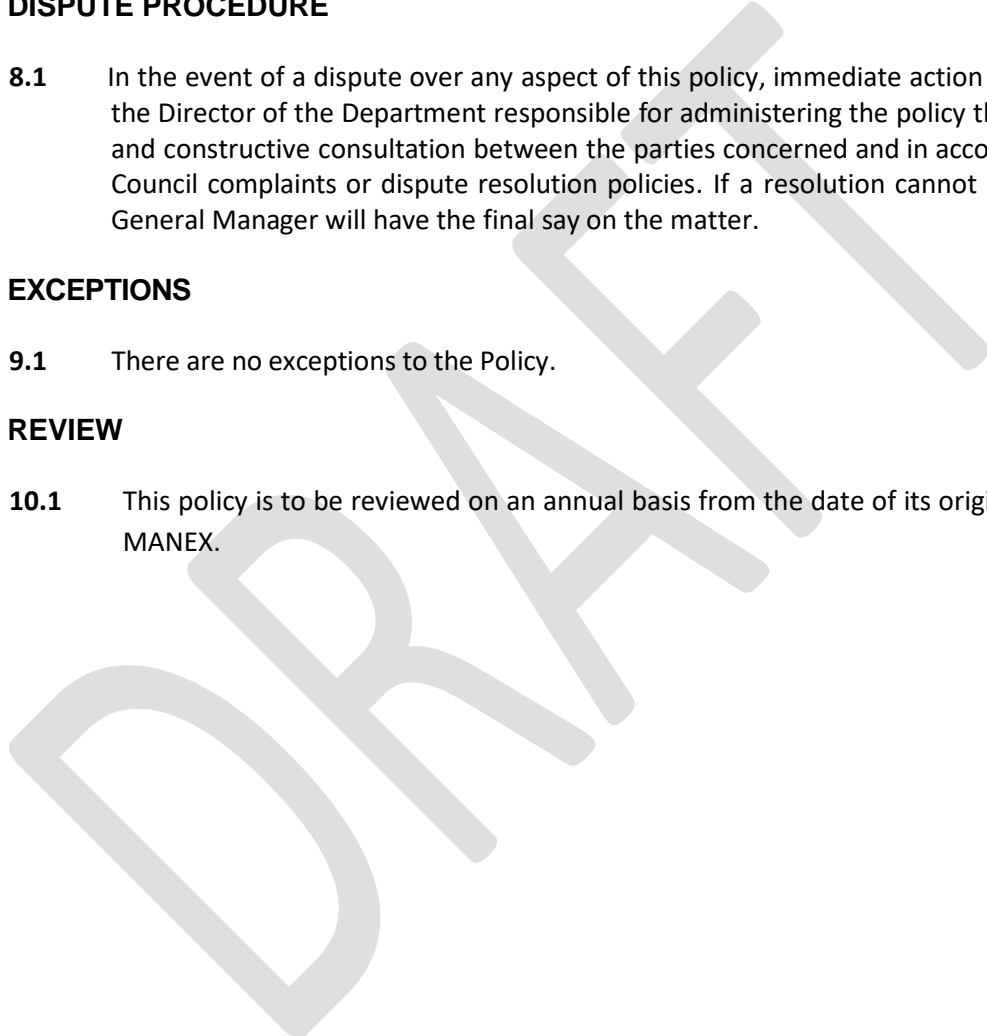 DISPUTE PROCEDURE
8.1 In the event of a dispute over any aspect of this policy, immediate action
the Director of the Department responsible for administering the policy
and constructive consultation between the parties concerned and in
Council complaints or dispute resolution policies. If a resolution cannot
General Manager will have the final say on the matter.
EXCEPTIONS
9.1 There are no exceptions to the Policy.
REVIEW
10.1 This policy is to be reviewed on an annual basis from the date of its
MANEX.
DRAFT